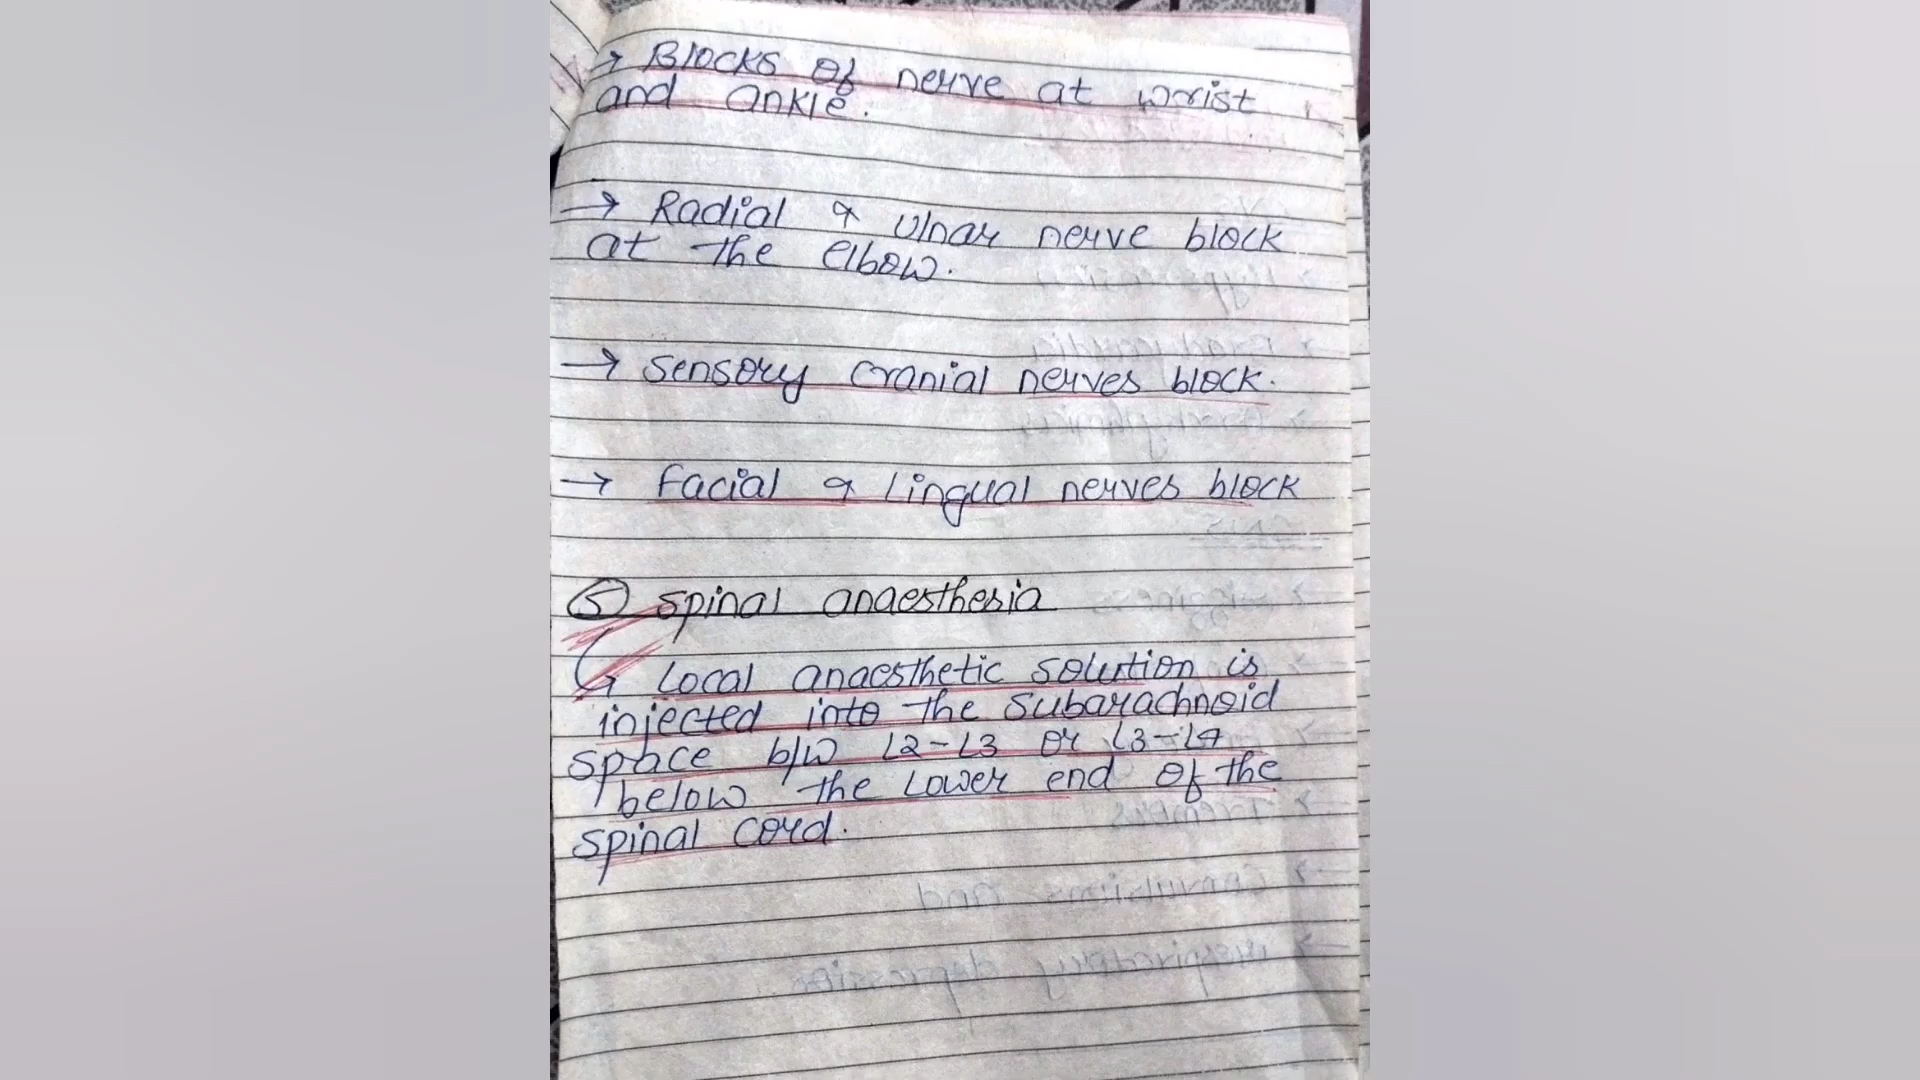 → Blocks of nerve at wrist
and ankle.
→ Radial & ulnar nerve block
at the elbow.
→ Sensory cranial nerves block.
→ Facial & Lingual nerves block
⑤ Spinal anaesthesia
↳ Local anaesthetic solution is
injected into the subarachnoid
space b/w L2-L3 or L3-L4
below the lower end of the
spinal cord.